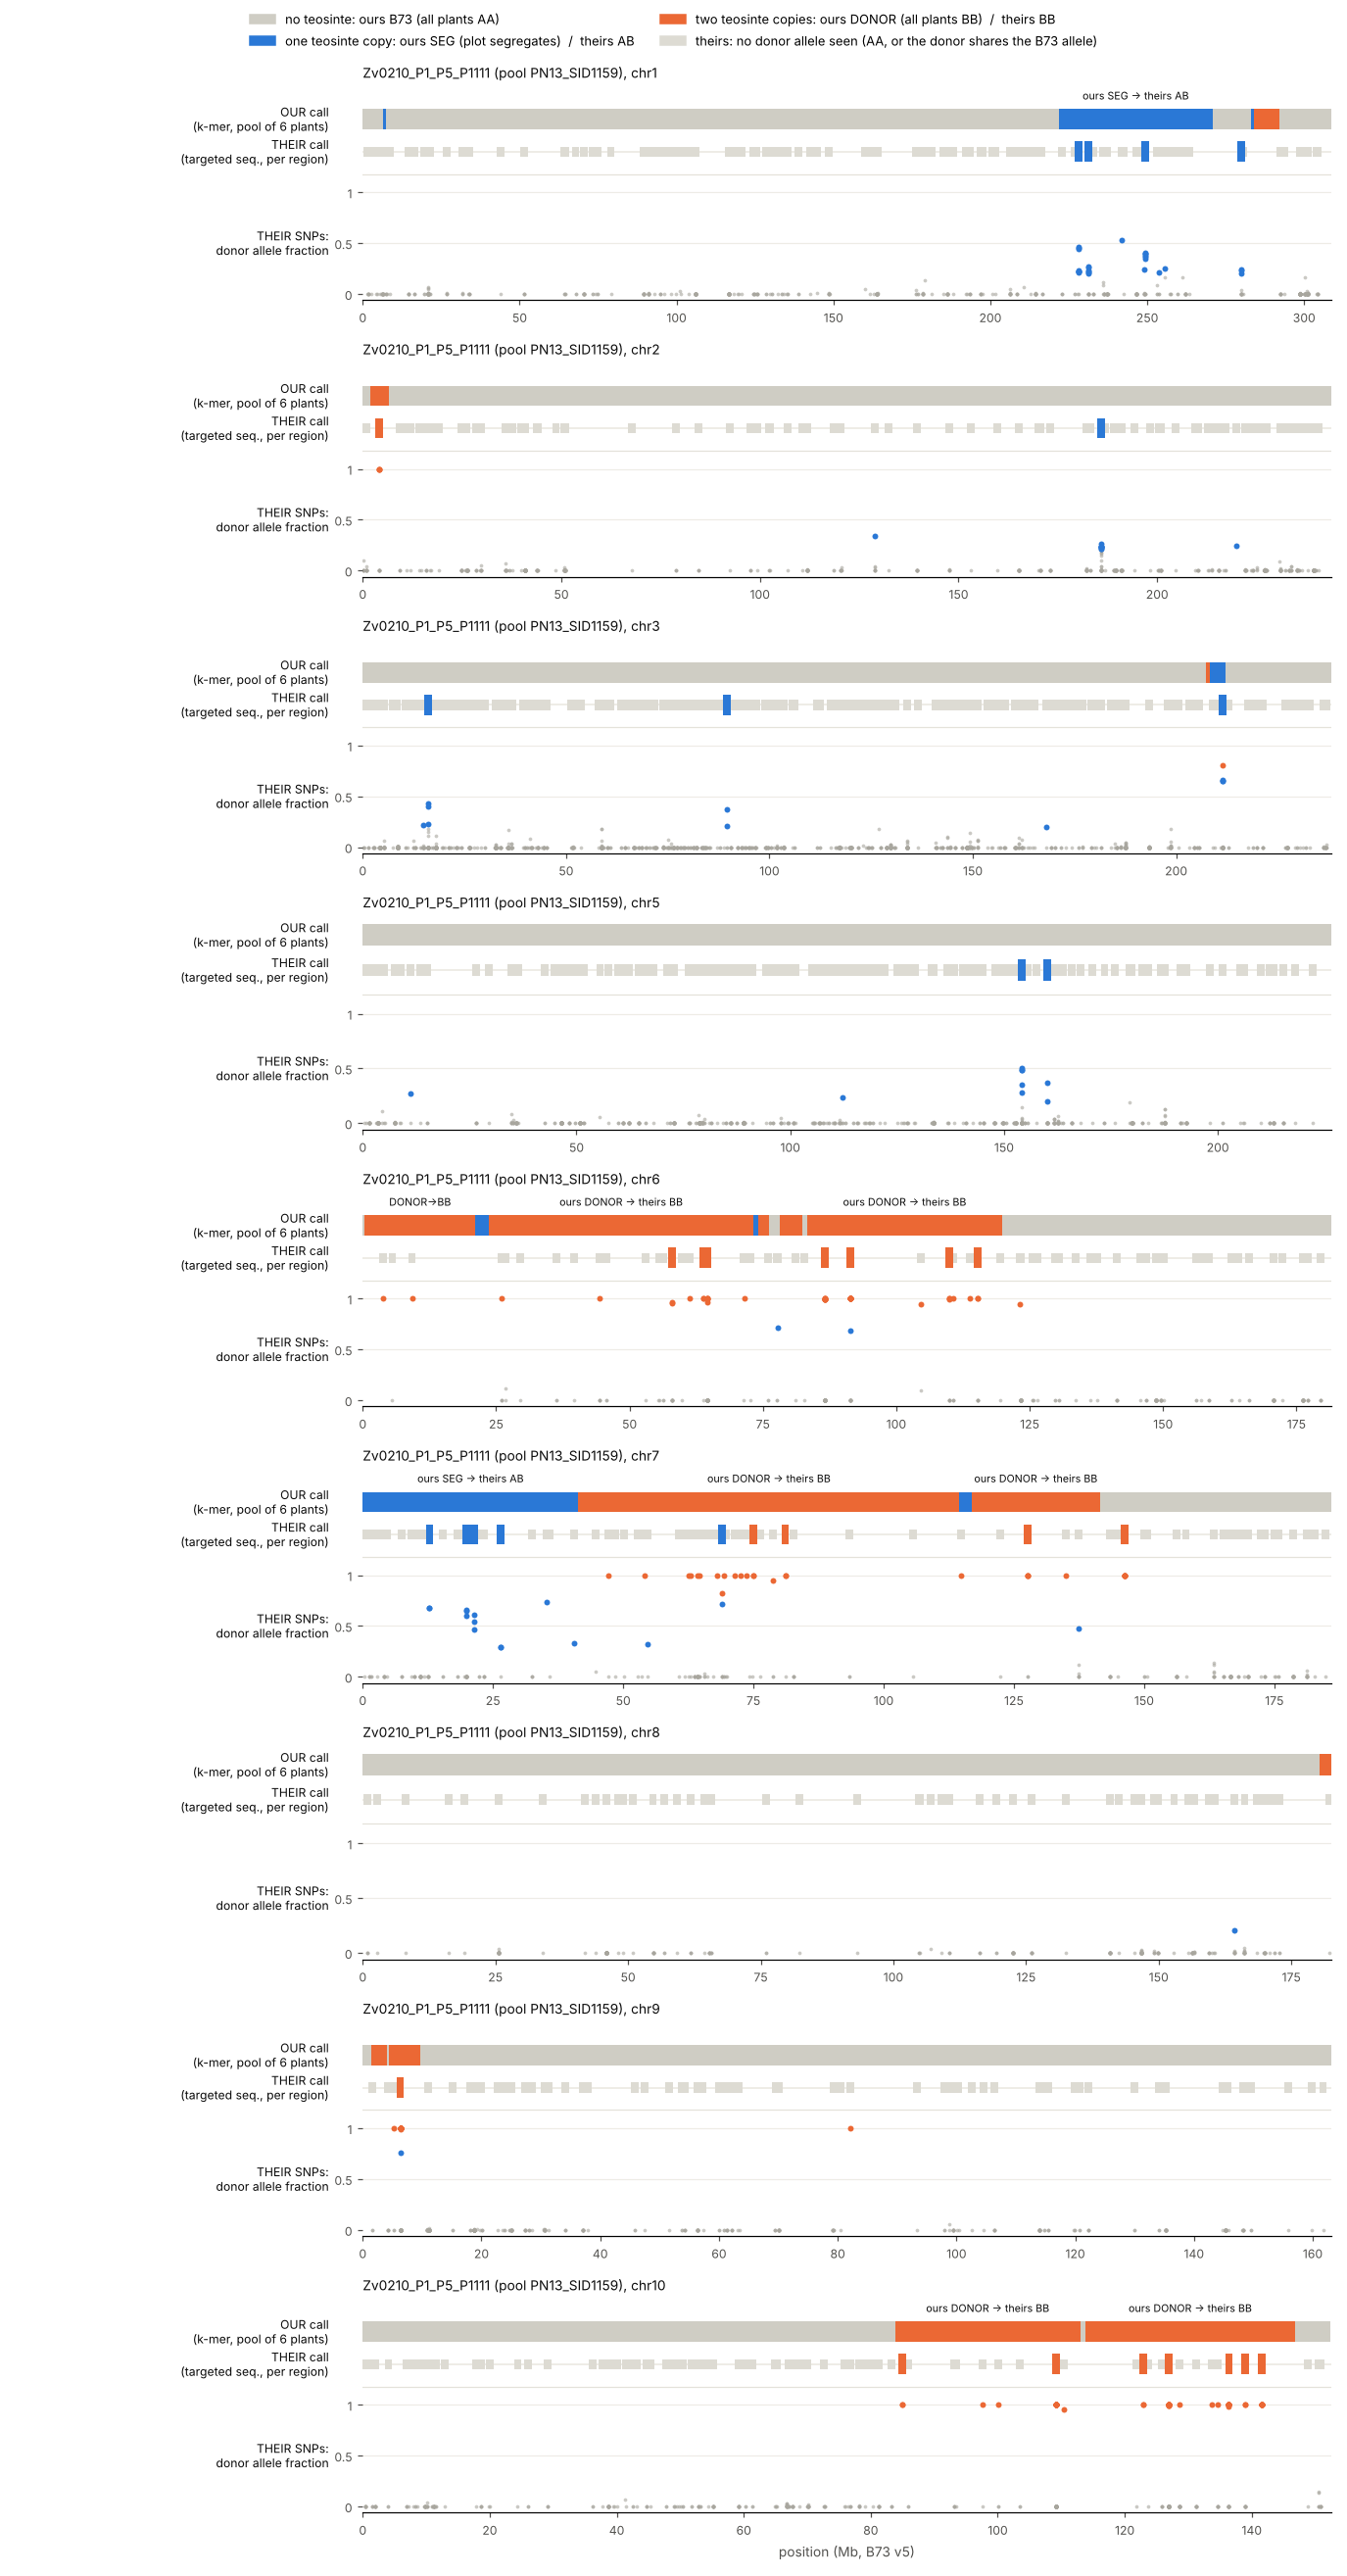 no teosinte: ours B73 (all plants AA)
two teosinte copies: ours DONOR (all plants BB) / theirs BB
one teosinte copy: ours SEG (plot segregates) / theirs AB
theirs: no donor allele seen (AA, or the donor shares the B73 allele)
Zv0210_P1_P5_P1111 (pool PN13_SID1159), chr1
ours SEG → theirs AB
OUR call
(k-mer, pool of 6 plants)
THEIR call
(targeted seq., per region)
1
THEIR SNPs:
donor allele fraction
0.5
0
0 50 100 150 200 250 300
Zv0210_P1_P5_P1111 (pool PN13_SID1159), chr2
OUR call
(k-mer, pool of 6 plants)
THEIR call
(targeted seq., per region)
1
THEIR SNPs:
donor allele fraction
0.5
0
0 50 100 150 200
Zv0210_P1_P5_P1111 (pool PN13_SID1159), chr3
OUR call
(k-mer, pool of 6 plants)
THEIR call
(targeted seq., per region)
1
THEIR SNPs:
donor allele fraction
0.5
0
0 50 100 150 200
Zv0210_P1_P5_P1111 (pool PN13_SID1159), chr5
OUR call
(k-mer, pool of 6 plants)
THEIR call
(targeted seq., per region)
1
THEIR SNPs:
donor allele fraction
0.5
0
0 50 100 150 200
Zv0210_P1_P5_P1111 (pool PN13_SID1159), chr6
DONOR→BB ours DONOR → theirs BB ours DONOR → theirs BB
OUR call
(k-mer, pool of 6 plants)
THEIR call
(targeted seq., per region)
1
THEIR SNPs:
donor allele fraction
0.5
0
0 25 50 75 100 125 150 175
Zv0210_P1_P5_P1111 (pool PN13_SID1159), chr7
ours SEG → theirs AB ours DONOR → theirs BB ours DONOR → theirs BB
OUR call
(k-mer, pool of 6 plants)
THEIR call
(targeted seq., per region)
1
THEIR SNPs:
donor allele fraction
0.5
0
0 25 50 75 100 125 150 175
Zv0210_P1_P5_P1111 (pool PN13_SID1159), chr8
OUR call
(k-mer, pool of 6 plants)
THEIR call
(targeted seq., per region)
1
THEIR SNPs:
donor allele fraction
0.5
0
0 25 50 75 100 125 150 175
Zv0210_P1_P5_P1111 (pool PN13_SID1159), chr9
OUR call
(k-mer, pool of 6 plants)
THEIR call
(targeted seq., per region)
1
THEIR SNPs:
donor allele fraction
0.5
0
0 20 40 60 80 100 120 140 160
Zv0210_P1_P5_P1111 (pool PN13_SID1159), chr10
ours DONOR → theirs BB ours DONOR → theirs BB
OUR call
(k-mer, pool of 6 plants)
THEIR call
(targeted seq., per region)
1
THEIR SNPs:
donor allele fraction
0.5
0
0 20 40 60 80 100 120 140
position (Mb, B73 v5)